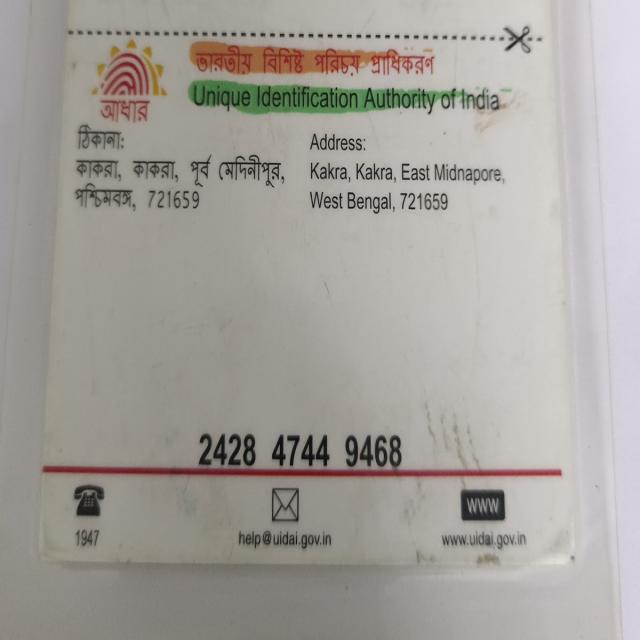 ভারতীয় বিশিষ্ট পরিচয় প্রাধিকরণ
Unique Identification Authority of India
আধার
ঠিকানা:
কাকরা, কাকরা, পূর্ব মেদিনীপুর,
পশ্চিমবঙ্গ, 721659
Address:
Kakra, Kakra, East Midnapore,
West Bengal, 721659
2428 4744 9468
1947
help@uidai.gov.in
WWW
www.uidai.gov.in